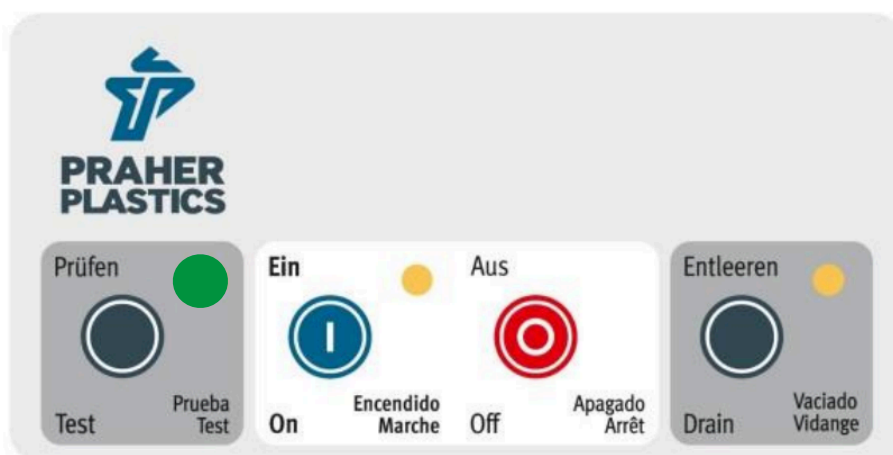 PRAHER
PLASTICS
Prüfen
Prueba
Test
Test
Ein
Encendido
On
Marche
Aus
Apagado
Off
Arrêt
Entleeren
Vaciado
Drain
Vidange